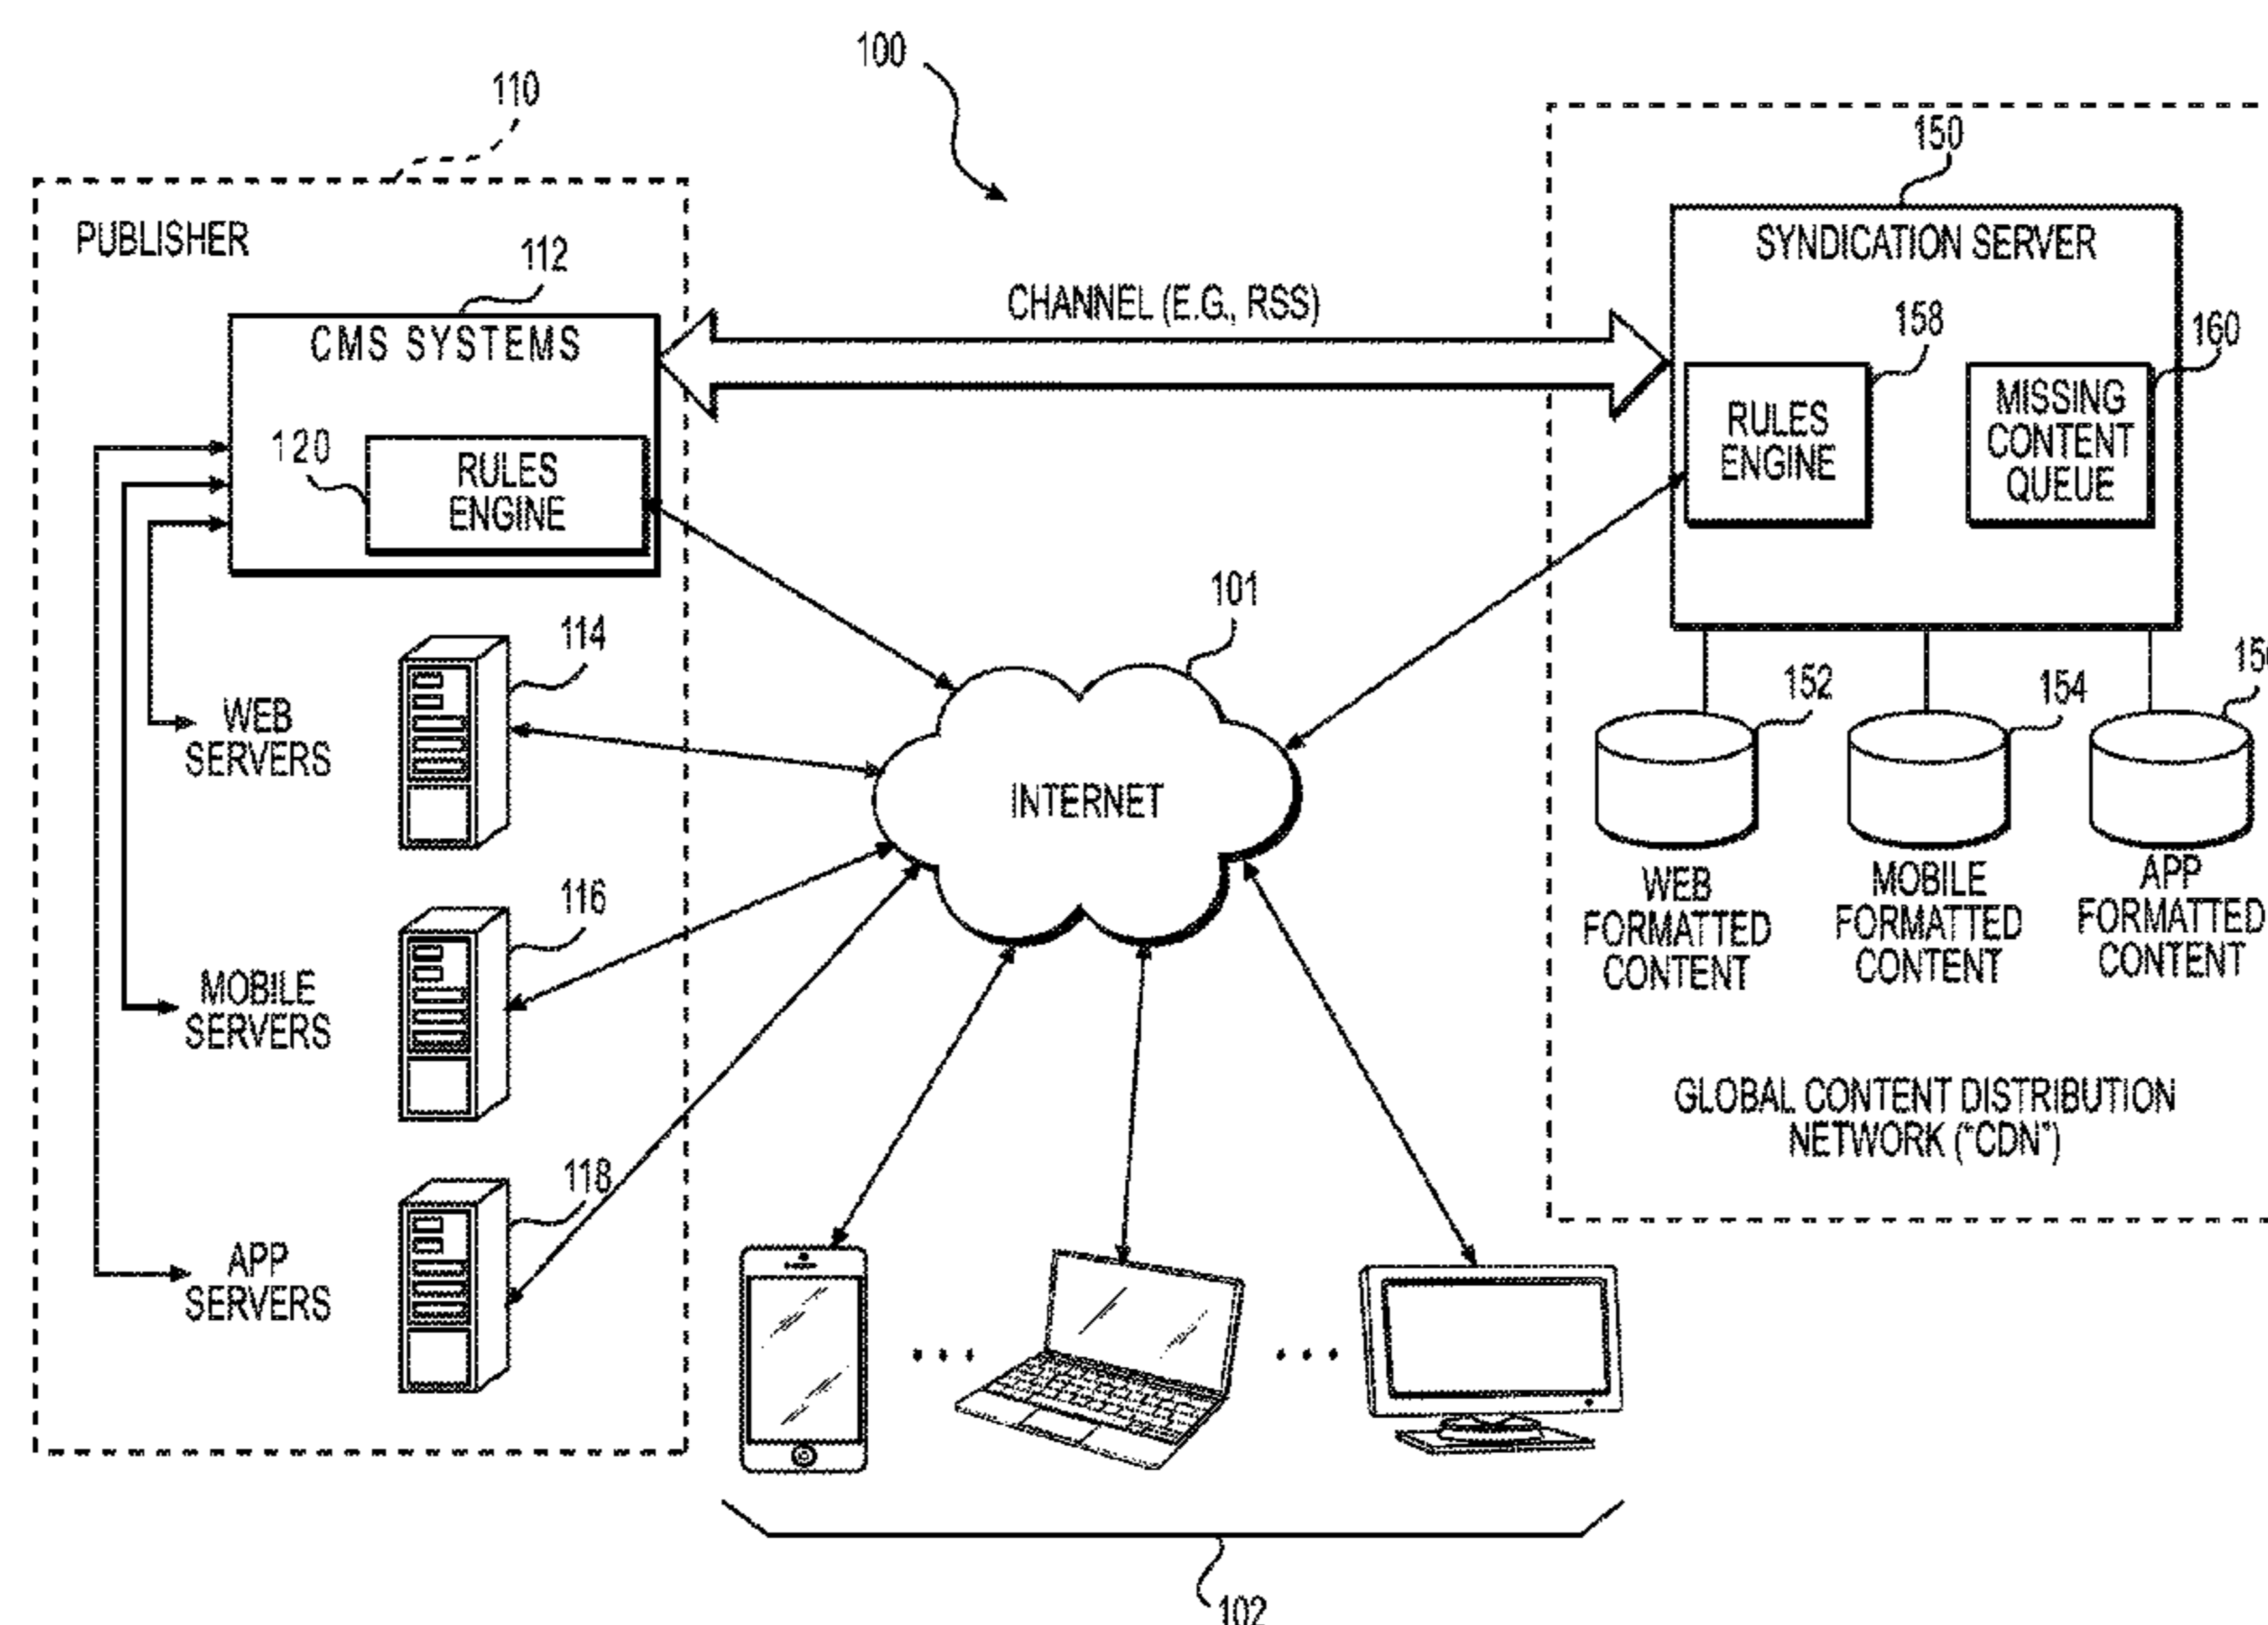 100
110
PUBLISHER
112
CMS SYSTEMS
120
RULES
ENGINE
CHANNEL (E.G., RSS)
150
SYNDICATION SERVER
158
RULES
ENGINE
160
MISSING
CONTENT
QUEUE
114
WEB
SERVERS
116
MOBILE
SERVERS
118
APP
SERVERS
101
INTERNET
152
WEB
FORMATTED
CONTENT
154
MOBILE
FORMATTED
CONTENT
APP
FORMATTED
CONTENT
GLOBAL CONTENT DISTRIBUTION
NETWORK ("CDN")
102